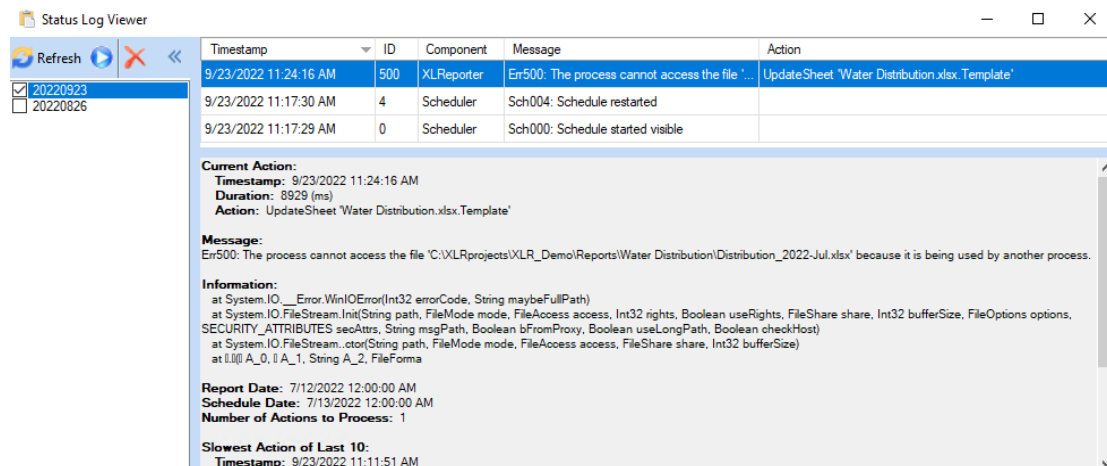 Status Log Viewer
Refresh
20220923
20220826
Timestamp ID Component Message Action
9/23/2022 11:24:16 AM 500 XLReporter Err500: The process cannot access the file '... UpdateSheet 'Water Distribution.xlsx.Template'
9/23/2022 11:17:30 AM 4 Scheduler Sch004: Schedule restarted
9/23/2022 11:17:29 AM 0 Scheduler Sch000: Schedule started visible
Current Action:
Timestamp: 9/23/2022 11:24:16 AM
Duration: 8929 (ms)
Action: UpdateSheet 'Water Distribution.xlsx.Template'
Message:
Err500: The process cannot access the file 'C:\XLRprojects\XLR_Demo\Reports\Water Distribution\Distribution_2022-Jul.xlsx' because it is being used by another process.
Information:
at System.IO.__Error.WinIOError(Int32 errorCode, String maybeFullPath)
at System.IO.FileStream.Init(String path, FileMode mode, FileAccess access, Int32 rights, Boolean useRights, FileShare share, Int32 bufferSize, FileOptions options,
SECURITY_ATTRIBUTES secAttrs, String msgPath, Boolean bFromProxy, Boolean useLongPath, Boolean checkHost)
at System.IO.FileStream..ctor(String path, FileMode mode, FileAccess access, FileShare share, Int32 bufferSize)
at A_0, A_1, String A_2, FileForma
Report Date: 7/12/2022 12:00:00 AM
Schedule Date: 7/13/2022 12:00:00 AM
Number of Actions to Process: 1
Slowest Action of Last 10:
Timestamp: 9/23/2022 11:11:51 AM